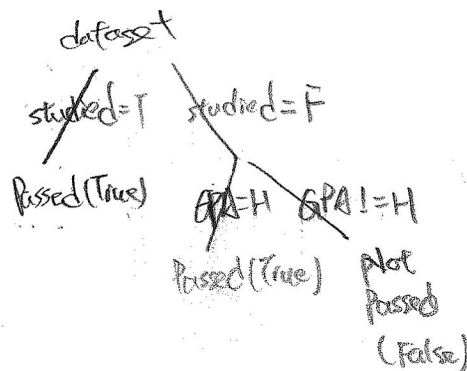 dataset
studied=T studied=F
Passed(True) GPA=H GPA!=H
Passed(True) Not
Passed
(False)